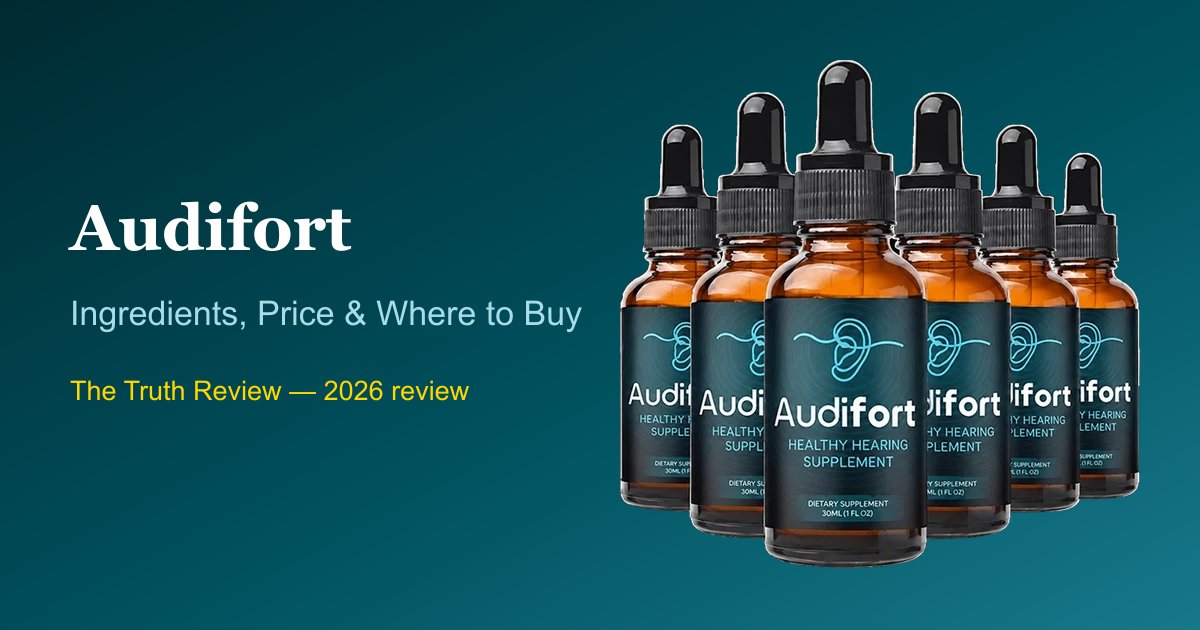 Audifort
Ingredients, Price & Where to Buy
The Truth Review — 2026 review
Audifort
HEALTHY HEARING
SUPPLEMENT
DIETARY SUPPLEMENT
30ML (1 FL OZ)